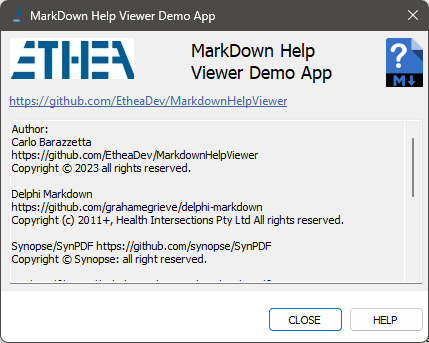 MarkDown Help Viewer Demo App
ETHEA
MarkDown Help
Viewer Demo App
?
M
https://github.com/EtheaDev/MarkdownHelpViewer
Author:
Carlo Barazzetta
https://github.com/EtheaDev/MarkdownHelpViewer
Copyright © 2023 all rights reserved.
Delphi Markdown
https://github.com/grahamegrieve/delphi-markdown
Copyright (c) 2011+, Health Intersections Pty Ltd All rights reserved.
Synopse/SynPDF https://github.com/synopse/SynPDF
Copyright © Synopse: all right reserved.
CLOSE
HELP